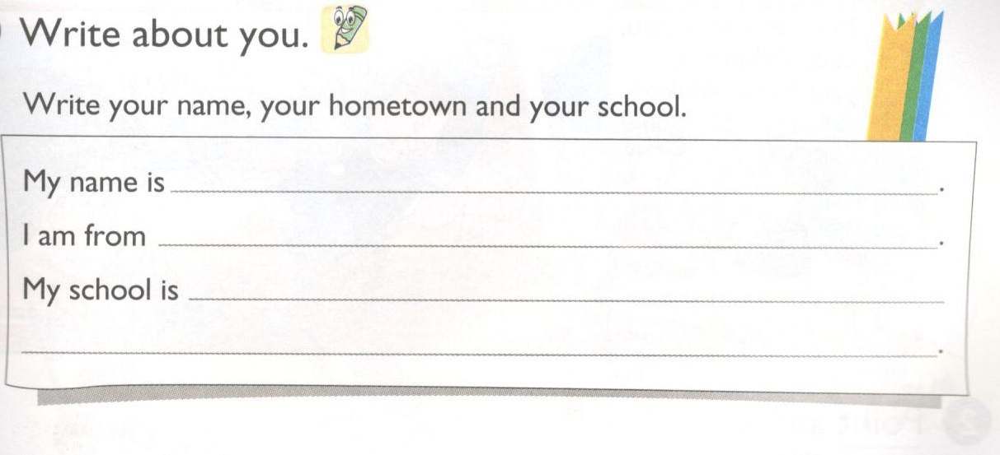 Write about you.
Write your name, your hometown and your school.
My name is .
I am from .
My school is
.